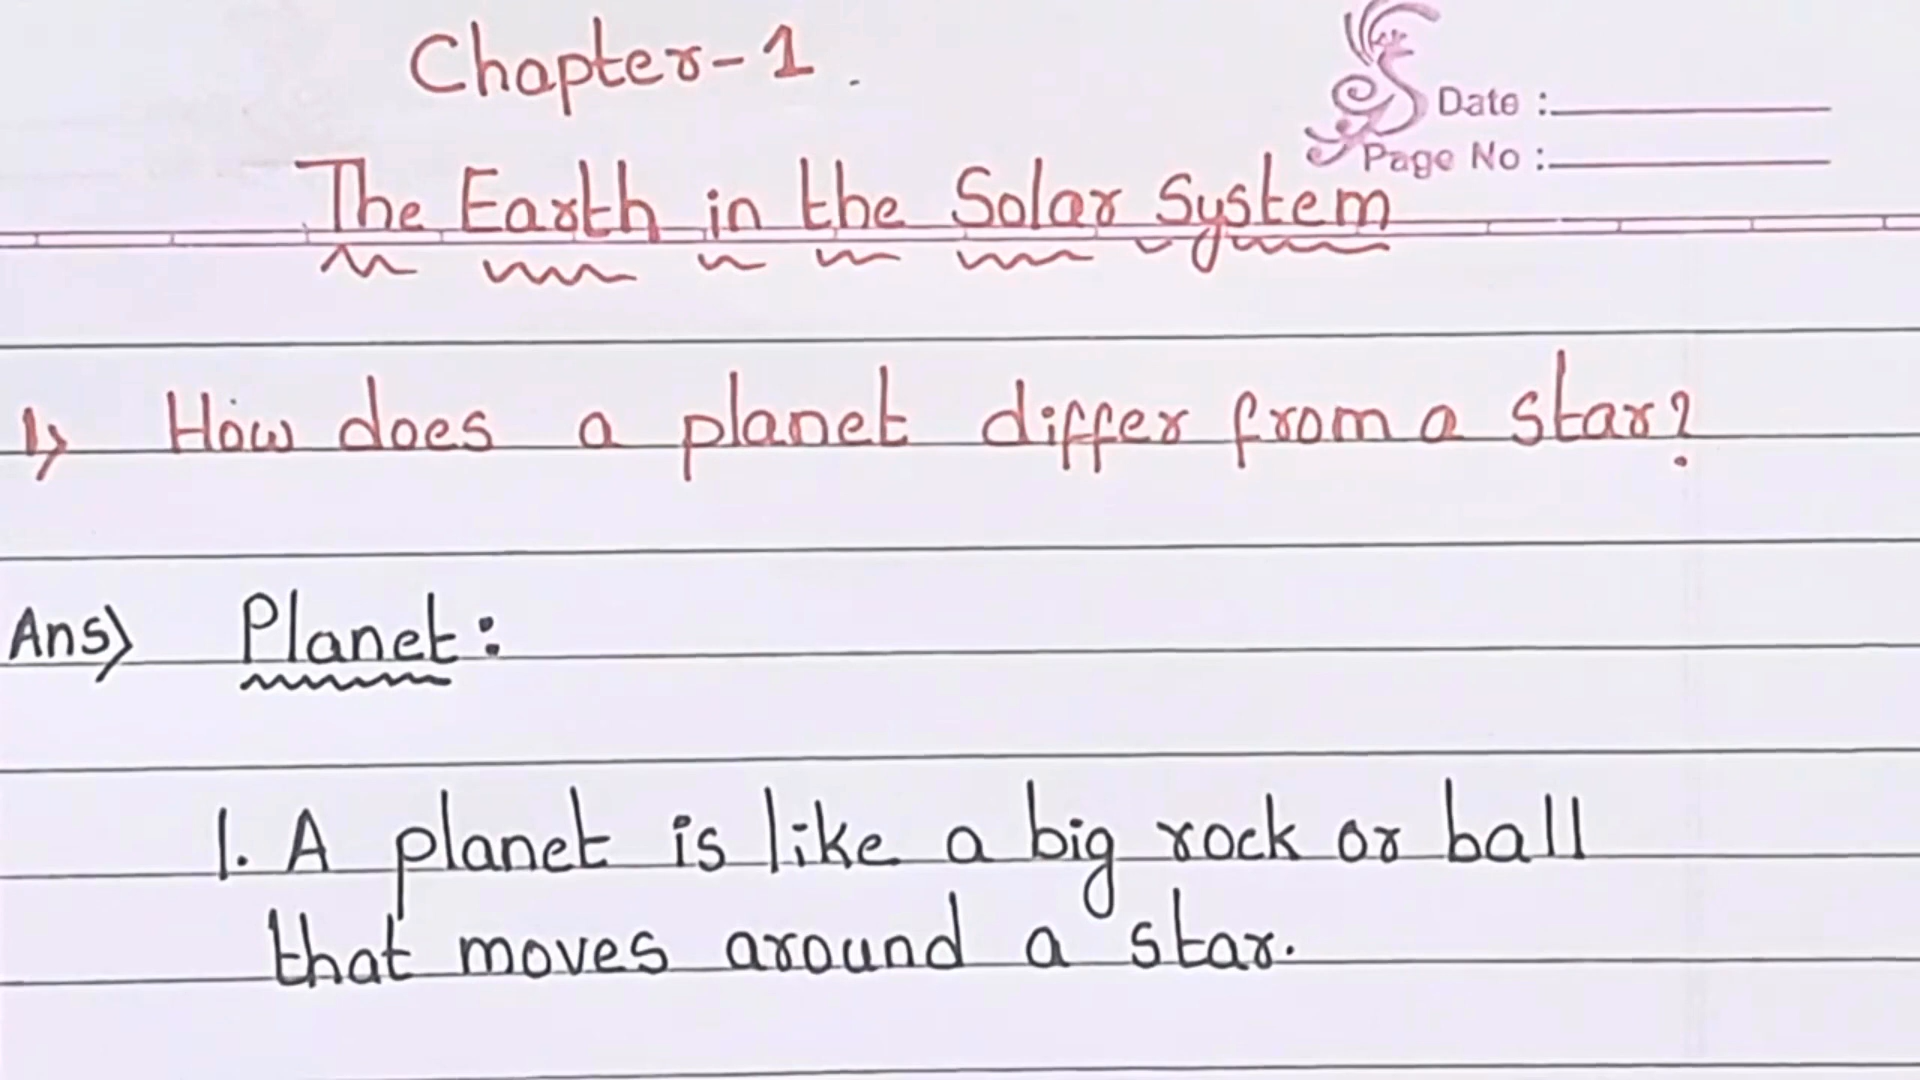 Chapter-1.
Date :
Page No :
The Earth in the Solar System
1) How does a planet differ from a star?
Ans) Planet:
1. A planet is like a big rock or ball
that moves around a star.